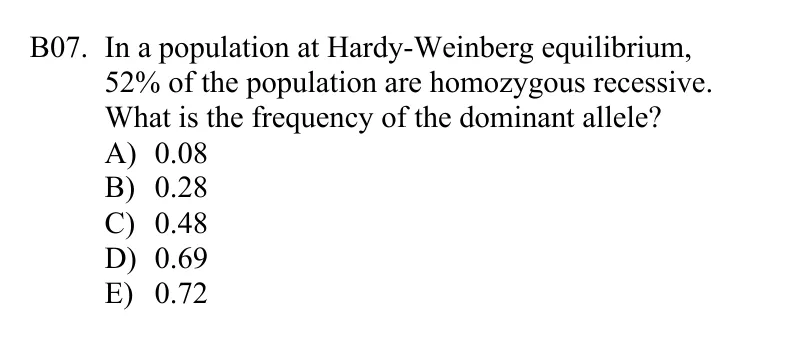 B07. In a population at Hardy-Weinberg equilibrium,
52% of the population are homozygous recessive.
What is the frequency of the dominant allele?
A) 0.08
B) 0.28
C) 0.48
D) 0.69
E) 0.72